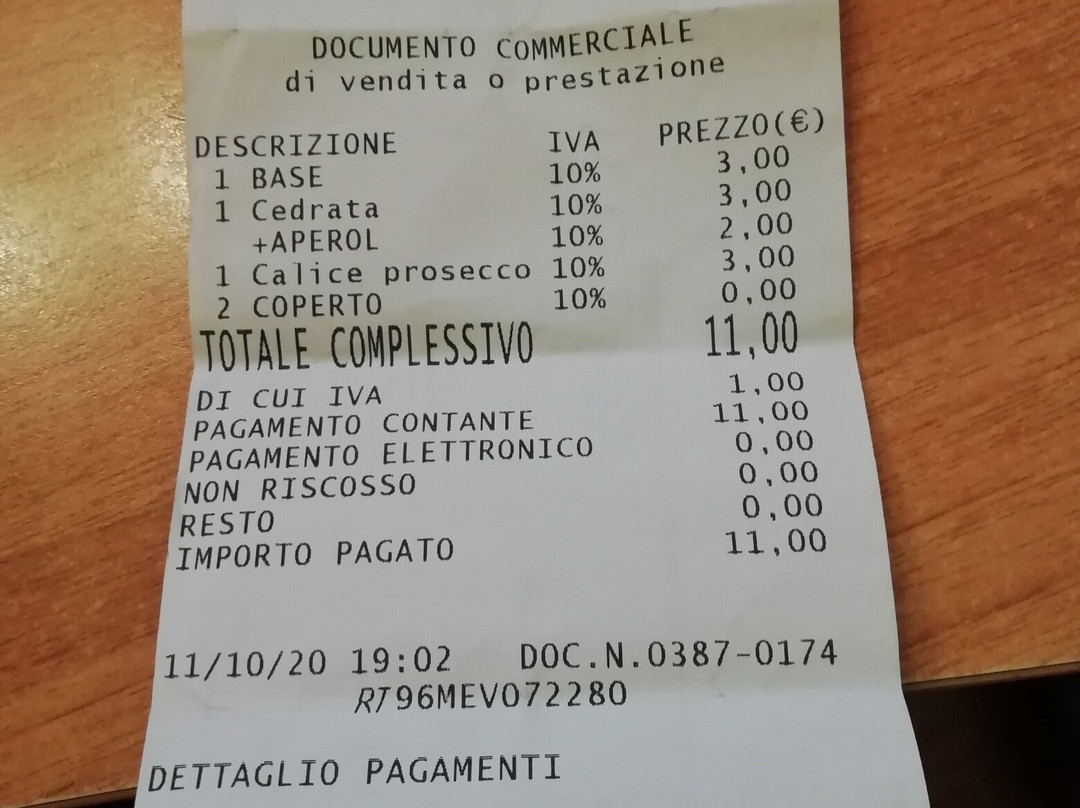 DOCUMENTO COMMERCIALE
di vendita o prestazione
DESCRIZIONE IVA PREZZO(€)
1 BASE 10% 3,00
1 Cedrata 10% 3,00
+APEROL 10% 2,00
1 Calice prosecco 10% 3,00
2 COPERTO 10% 0,00
TOTALE COMPLESSIVO 11,00
DI CUI IVA 1,00
PAGAMENTO CONTANTE 11,00
PAGAMENTO ELETTRONICO 0,00
NON RISCOSSO 0,00
RESTO 0,00
IMPORTO PAGATO 11,00
11/10/20 19:02 DOC.N.0387-0174
RT96MEV072280
DETTAGLIO PAGAMENTI